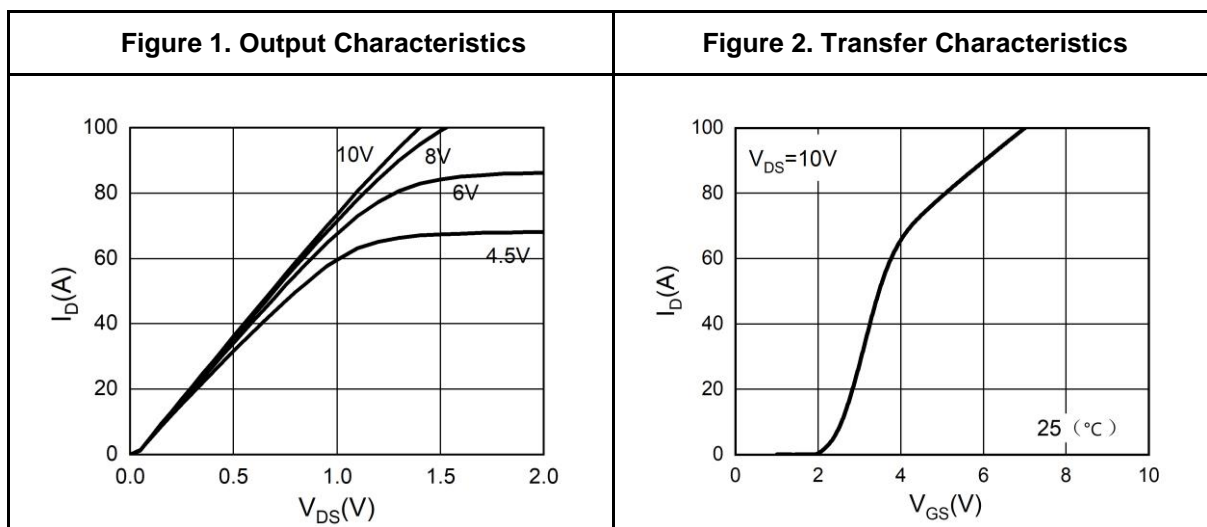 Figure 1. Output Characteristics
Figure 2. Transfer Characteristics
100
80
60
40
20
0
I_D(A)
10V
8V
6V
4.5V
0.0 0.5 1.0 1.5 2.0
V_DS(V)
100
80
60
40
20
0
I_D(A)
V_DS=10V
25（℃）
0 2 4 6 8 10
V_GS(V)